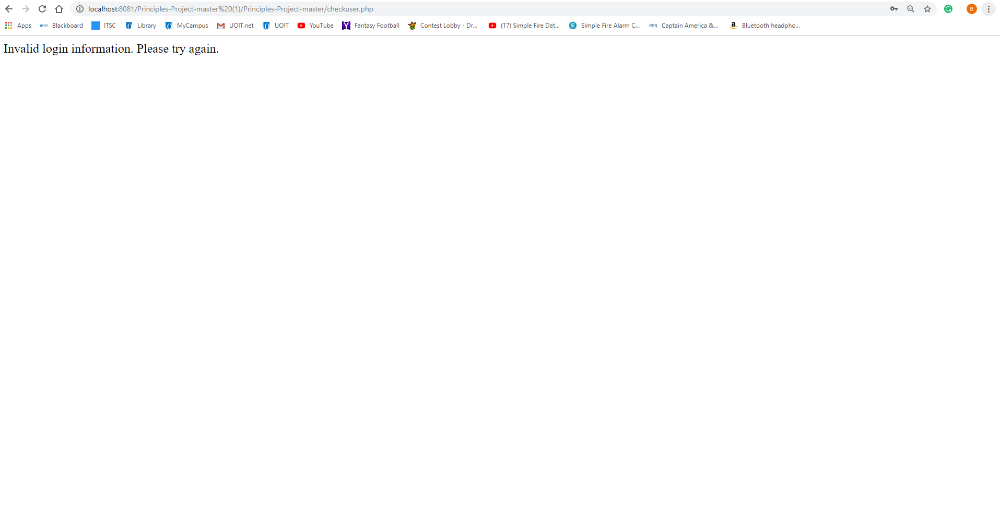 localhost:8081/Principles-Project-master%20(1)/Principles-Project-master/checkuser.php
B
Apps Blackboard ITSC Library MyCampus UOIT.net UOIT YouTube Fantasy Football Contest Lobby - Dr... (17) Simple Fire Det... Simple Fire Alarm C... PP9 Captain America &... Bluetooth headpho...
Invalid login information. Please try again.